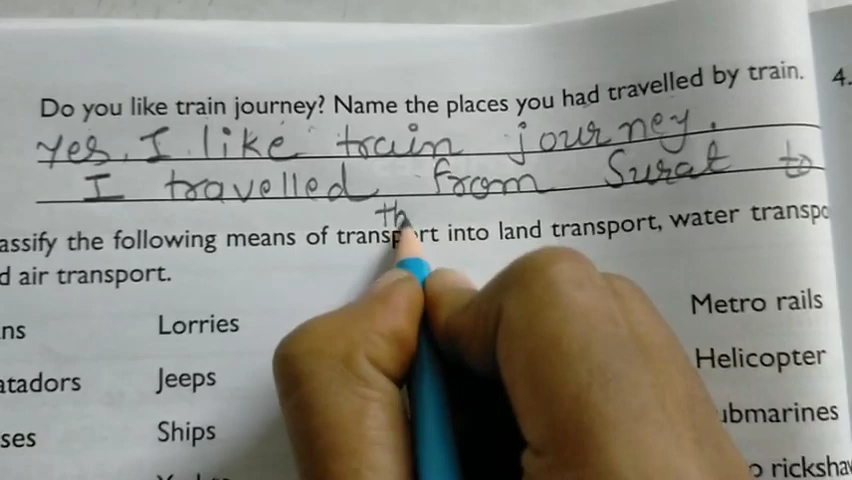 Do you like train journey? Name the places you had travelled by train. 4.
yes, I like train journey.
I travelled from Surat to
th
assify the following means of transport into land transport, water transpo
d air transport.
ns Lorries Metro rails
atadors Jeeps Helicopter
ses Ships ubmarines
o ricksha